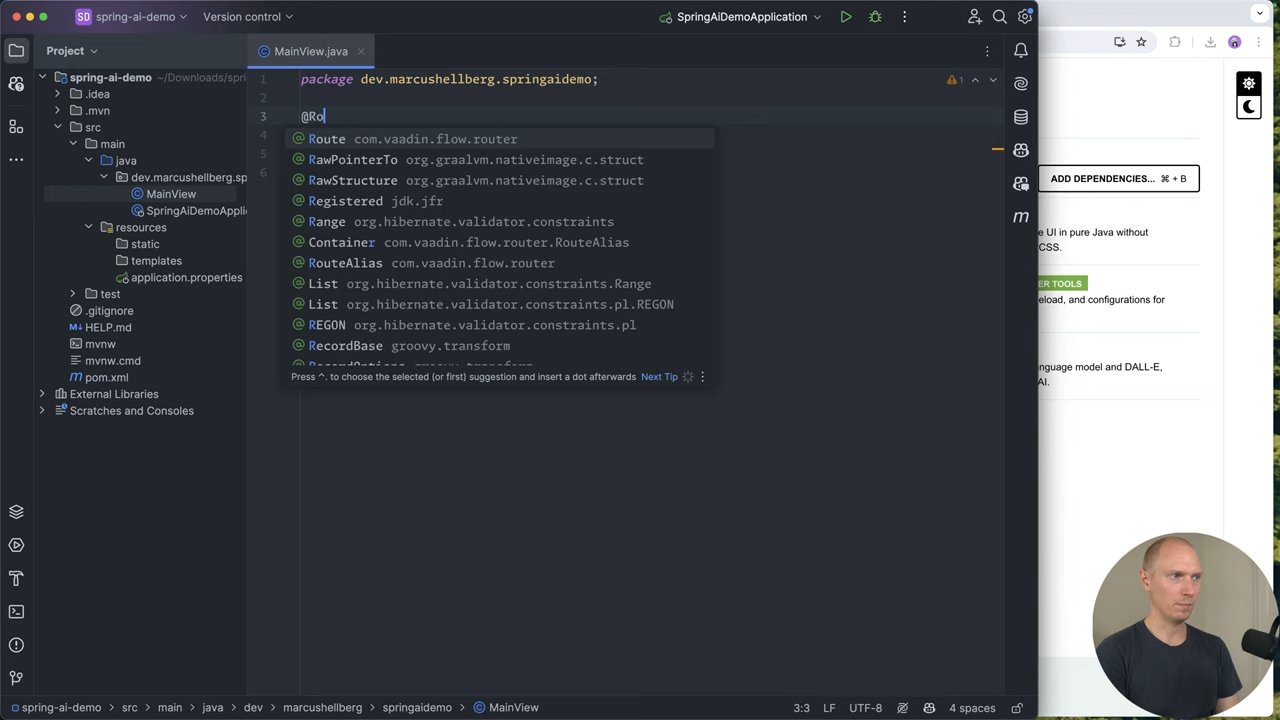 SD spring-ai-demo Version control SpringAiDemoApplication
Project MainView.java
spring-ai-demo ~/Downloads/spri
.idea
.mvn
src
main
java
dev.marcushellberg.sp
MainView
SpringAiDemoAppli
resources
static
templates
application.properties
test
.gitignore
HELP.md
mvnw
mvnw.cmd
pom.xml
External Libraries
Scratches and Consoles
1 package dev.marcushellberg.springaidemo; 1
2
3 @Ro
4
5
6
@ Route com.vaadin.flow.router
@ RawPointerTo org.graalvm.nativeimage.c.struct
@ RawStructure org.graalvm.nativeimage.c.struct
@ Registered jdk.jfr
@ Range org.hibernate.validator.constraints
@ Container com.vaadin.flow.router.RouteAlias
@ RouteAlias com.vaadin.flow.router
@ List org.hibernate.validator.constraints.Range
@ List org.hibernate.validator.constraints.pl.REGON
@ REGON org.hibernate.validator.constraints.pl
@ RecordBase groovy.transform
@ RecordOptions groovy.transform
Press ^. to choose the selected (or first) suggestion and insert a dot afterwards Next Tip
m
ADD DEPENDENCIES... ⌘ + B
e UI in pure Java without
CSS.
ER TOOLS
eload, and configurations for
anguage model and DALL-E,
AI.
spring-ai-demo › src › main › java › dev › marcushellberg › springaidemo › MainView 3:3 LF UTF-8 4 spaces